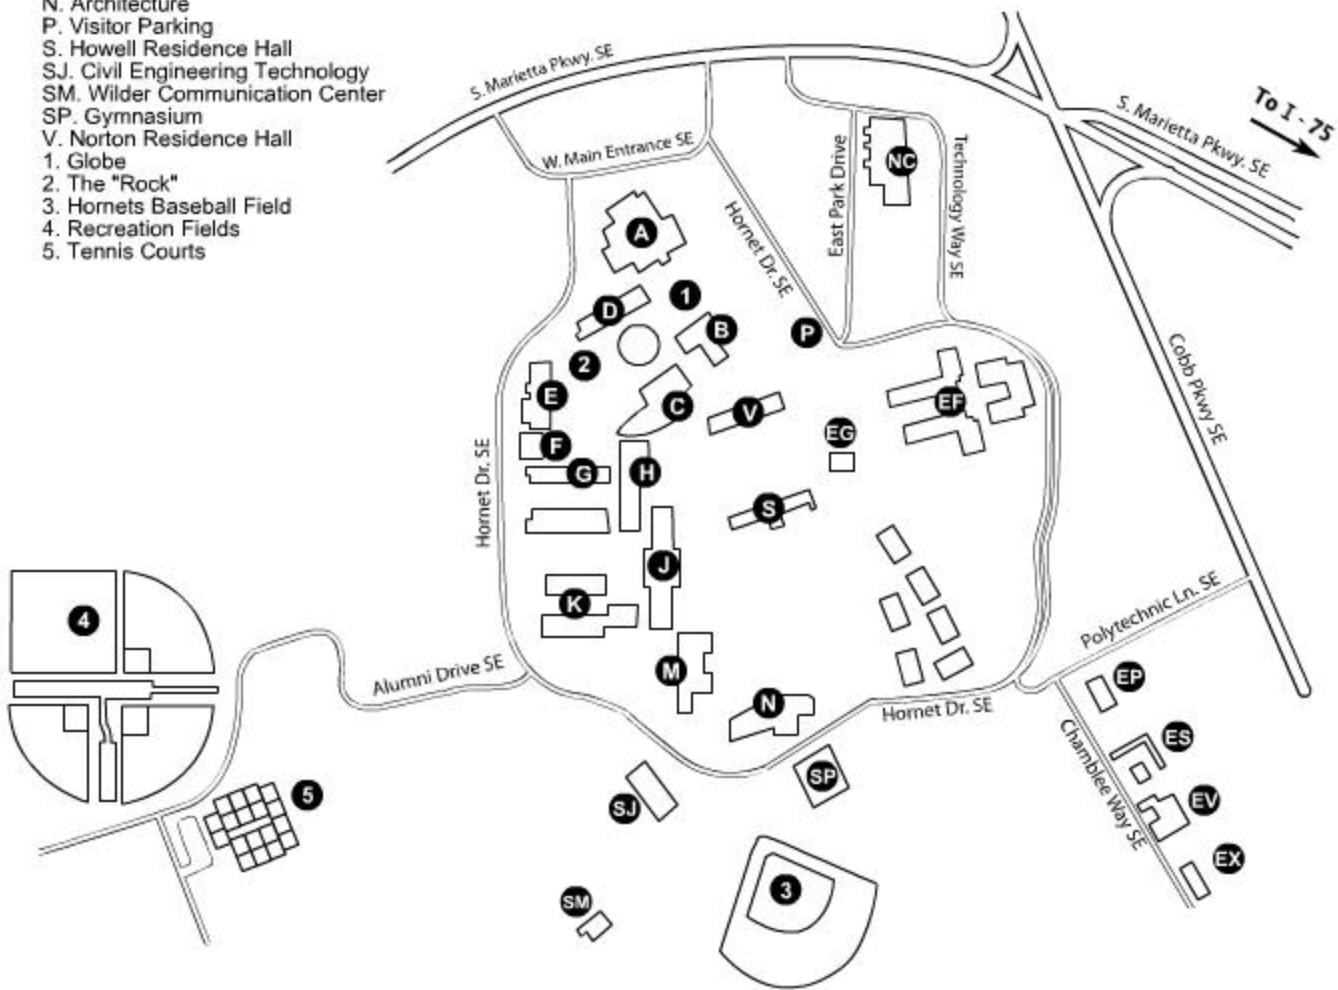 N. Architecture
P. Visitor Parking
S. Howell Residence Hall
SJ. Civil Engineering Technology
SM. Wilder Communication Center
SP. Gymnasium
V. Norton Residence Hall
1. Globe
2. The "Rock"
3. Hornets Baseball Field
4. Recreation Fields
5. Tennis Courts
S. Marietta Pkwy. SE
To I - 75
S. Marietta Pkwy. SE
W. Main Entrance SE
East Park Drive
Technology Way SE
NC
Hornet Dr. SE
A
1
D
B
P
2
E
C
V
EF
Cobb Pkwy SE
F
EG
G
H
Hornet Dr. SE
S
J
K
4
Polytechnic Ln. SE
Alumni Drive SE
M
N
Hornet Dr. SE
EP
Chamblee Way SE
ES
SP
SJ
5
EV
EX
3
SM